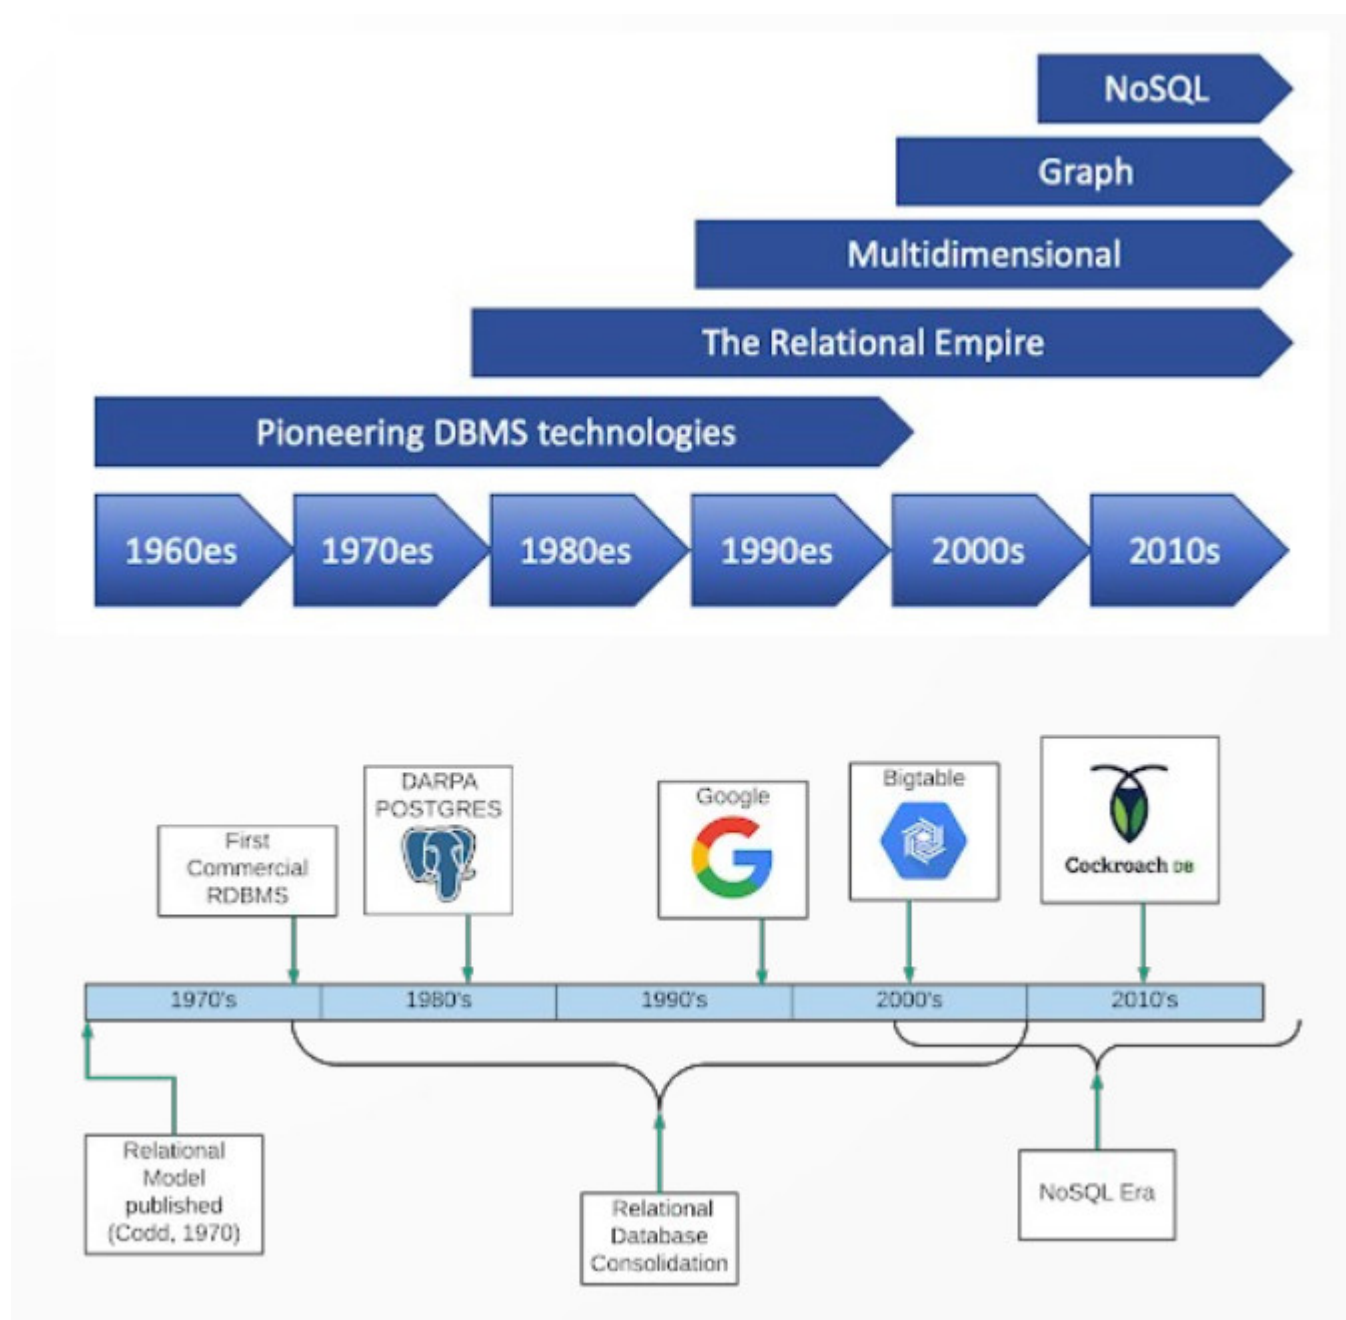 NoSQL
Graph
Multidimensional
The Relational Empire
Pioneering DBMS technologies
1960es
1970es
1980es
1990es
2000s
2010s
First
Commercial
RDBMS
DARPA
POSTGRES
Google
Bigtable
Cockroach DB
1970's
1980's
1990's
2000's
2010's
Relational
Model
published
(Codd, 1970)
Relational
Database
Consolidation
NoSQL Era